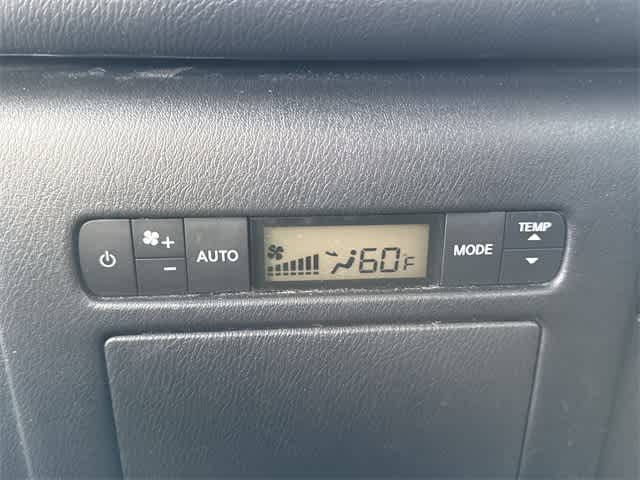 + AUTO 60F MODE TEMP
−